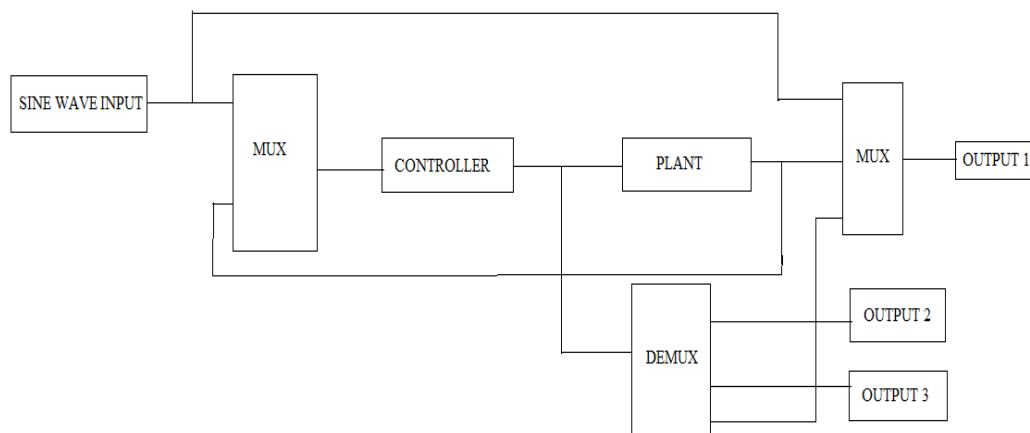 SINE WAVE INPUT
MUX
CONTROLLER
PLANT
MUX
OUTPUT 1
DEMUX
OUTPUT 2
OUTPUT 3